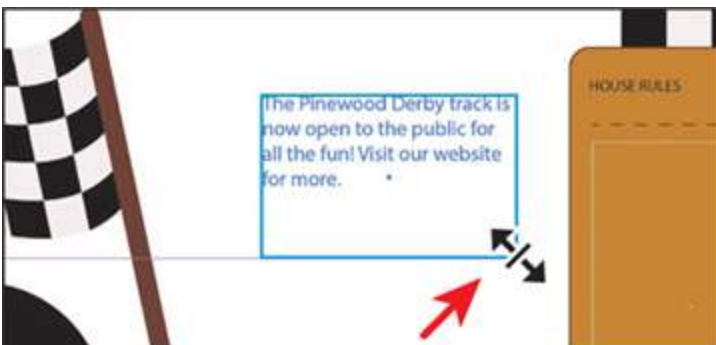 The Pinewood Derby track is
now open to the public for
all the fun! Visit our website
for more.
HOUSE RULES